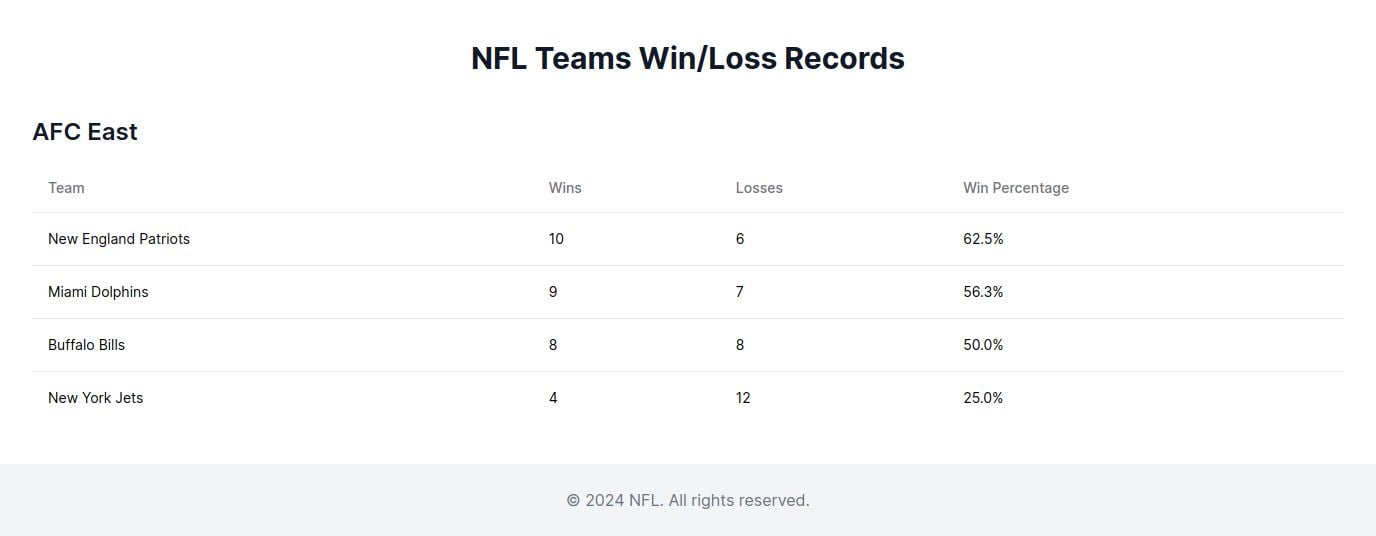 NFL Teams Win/Loss Records
AFC East
Team Wins Losses Win Percentage
New England Patriots 10 6 62.5%
Miami Dolphins 9 7 56.3%
Buffalo Bills 8 8 50.0%
New York Jets 4 12 25.0%
© 2024 NFL. All rights reserved.